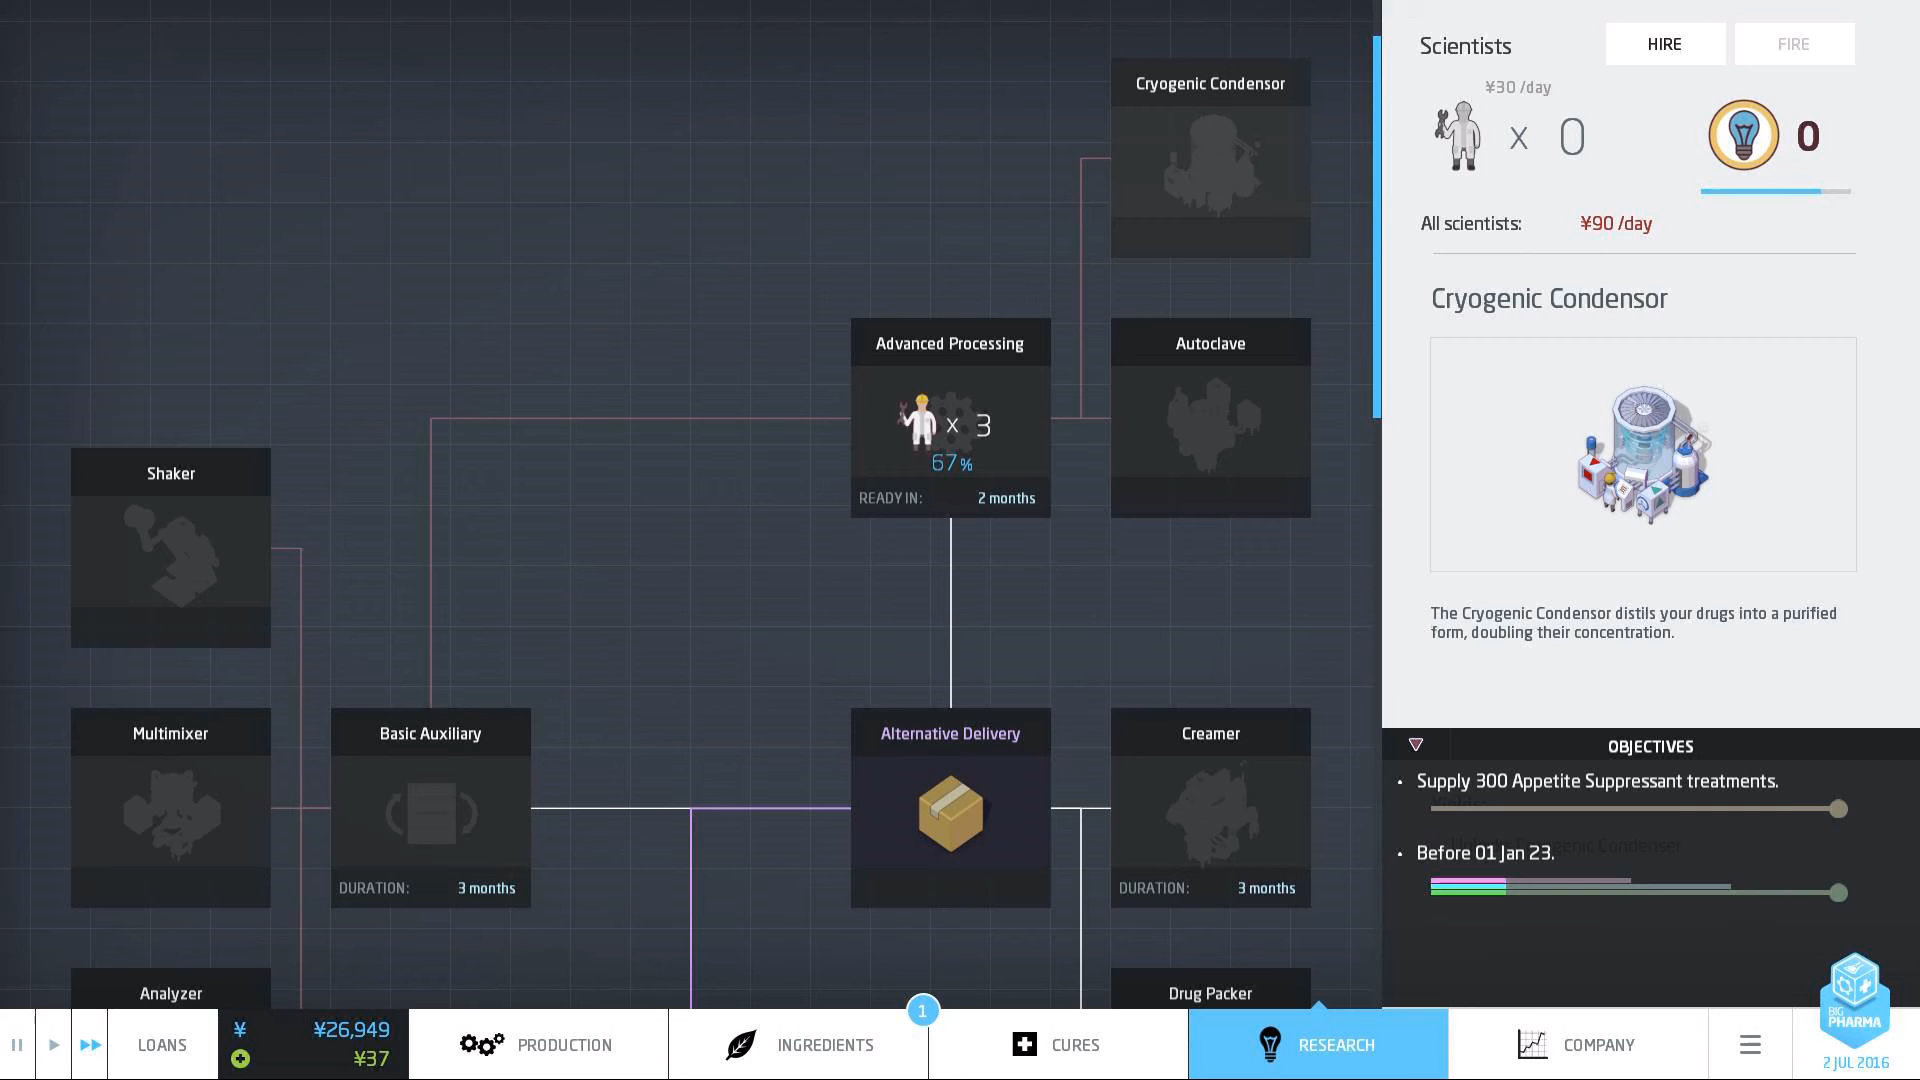 Cryogenic Condensor
Advanced Processing
x 3
67%
READY IN: 2 months
Autoclave
Shaker
Multimixer
Basic Auxiliary
DURATION: 3 months
Alternative Delivery
Creamer
DURATION: 3 months
Analyzer
Drug Packer
Scientists
HIRE
FIRE
¥30 /day
x 0
0
All scientists: ¥90 /day
Cryogenic Condensor
The Cryogenic Condensor distils your drugs into a purified
form, doubling their concentration.
OBJECTIVES
• Supply 300 Appetite Suppressant treatments.
• Before 01 Jan 23.
LOANS
¥ ¥26,949
¥37
PRODUCTION
INGREDIENTS
1
CURES
RESEARCH
COMPANY
BIG
PHARMA
2 JUL 2016